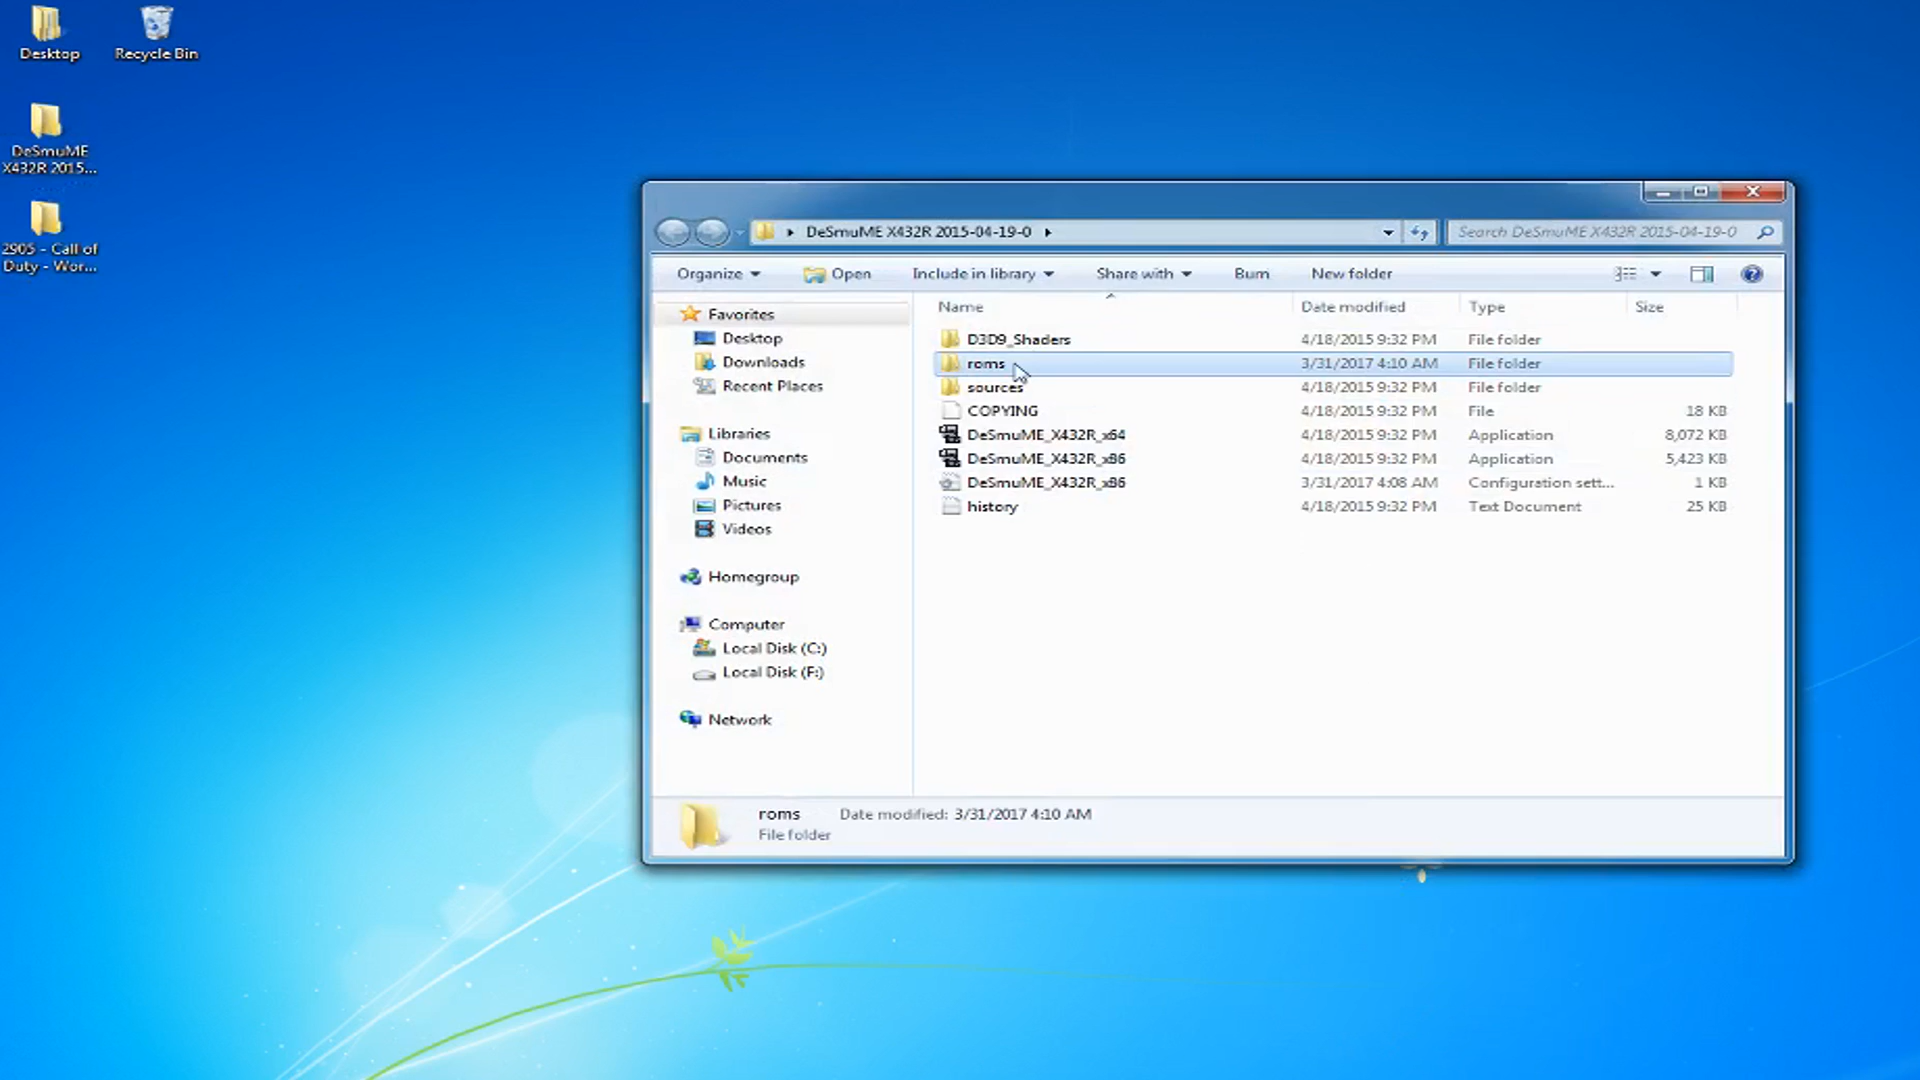 Desktop
Recycle Bin
DeSmuME
X432R 2015...
2905 - Call of
Duty - Wor...
DeSmuME X432R 2015-04-19-0
Search DeSmuME X432R 2015-04-19-0
Organize
Open
Include in library
Share with
Burn
New folder
Favorites
Desktop
Downloads
Recent Places
Libraries
Documents
Music
Pictures
Videos
Homegroup
Computer
Local Disk (C:)
Local Disk (F:)
Network
Name Date modified Type Size
D3D9_Shaders 4/18/2015 9:32 PM File folder
roms 3/31/2017 4:10 AM File folder
sources 4/18/2015 9:32 PM File folder
COPYING 4/18/2015 9:32 PM File 18 KB
DeSmuME_X432R_x64 4/18/2015 9:32 PM Application 8,072 KB
DeSmuME_X432R_x86 4/18/2015 9:32 PM Application 5,423 KB
DeSmuME_X432R_x86 3/31/2017 4:08 AM Configuration sett... 1 KB
history 4/18/2015 9:32 PM Text Document 25 KB
roms Date modified: 3/31/2017 4:10 AM
File folder